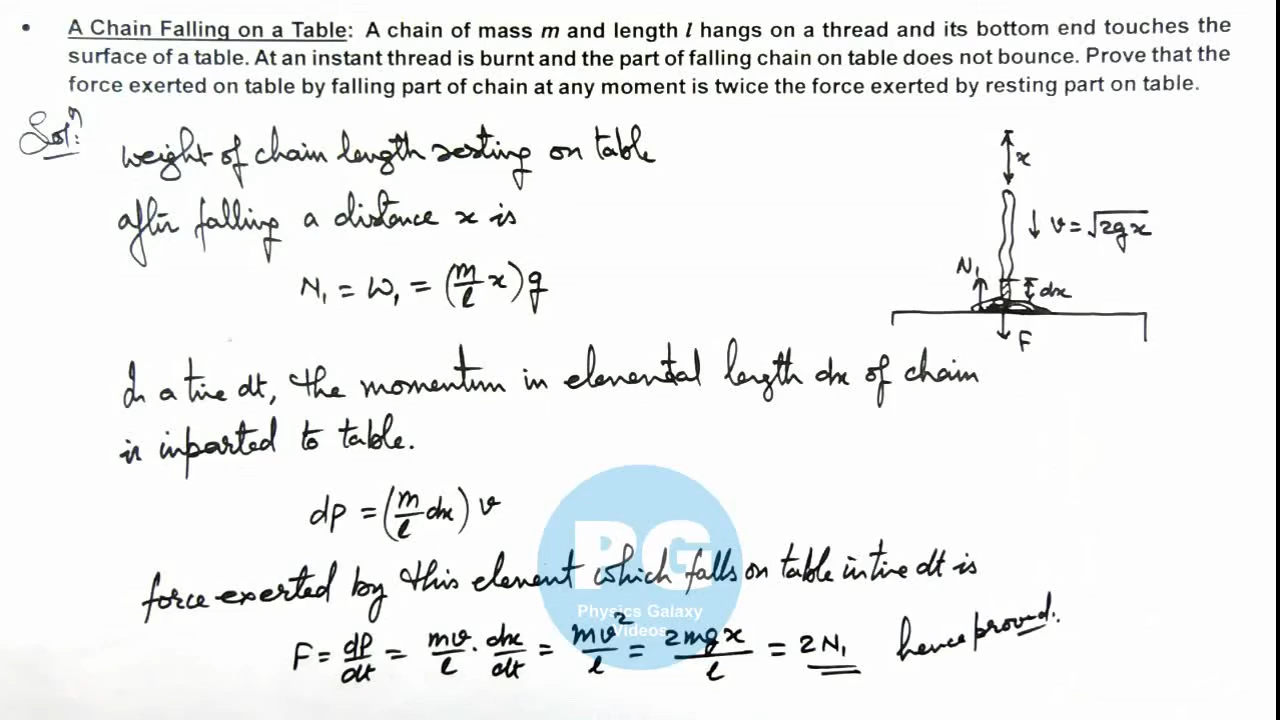 • A Chain Falling on a Table: A chain of mass m and length l hangs on a thread and its bottom end touches the
surface of a table. At an instant thread is burnt and the part of falling chain on table does not bounce. Prove that the
force exerted on table by falling part of chain at any moment is twice the force exerted by resting part on table.
Solⁿ:
weight of chain length resting on table
after falling a distance x is
N₁ = W₁ = (m/l x) g
x
v = √2gx
N₁
dx
F
In a time dt, the momentum in elemental length dx of chain
is imparted to table.
dp = (m/l dx) v
force exerted by this element which falls on table in time dt is
F = dp/dt = mv/l · dx/dt = mv²/l = 2mgx/l = 2N₁ hence proved.
PG
Physics Galaxy
Videos